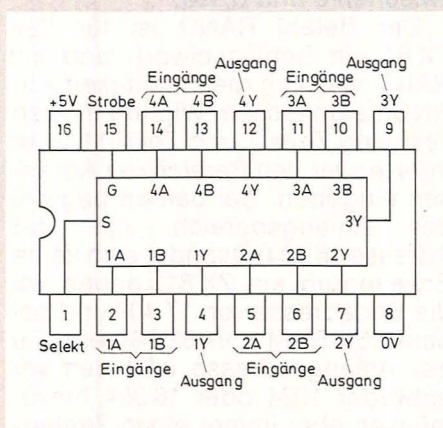 Ausgang Ausgang
Eingänge Eingänge
+5V Strobe 4A 4B 4Y 3A 3B 3Y
16 15 14 13 12 11 10 9
G 4A 4B 4Y 3A 3B
S 3Y
1A 1B 1Y 2A 2B 2Y
1 2 3 4 5 6 7 8
Selekt 1A 1B 1Y 2A 2B 2Y 0V
Eingänge Eingänge
Ausgang Ausgang